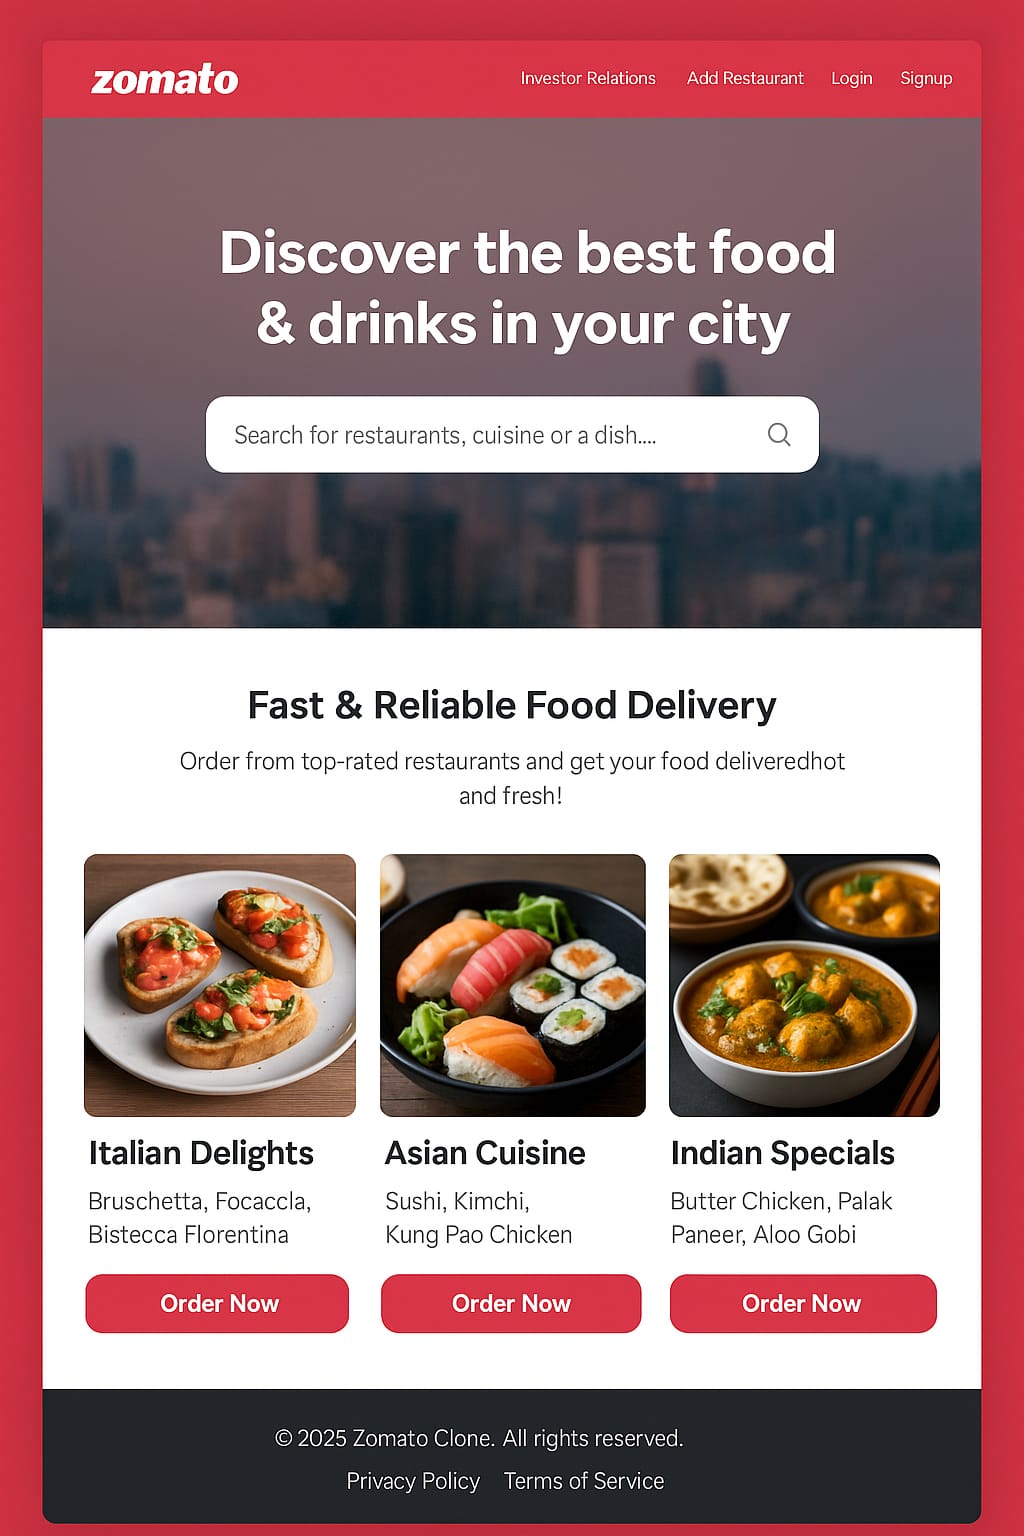 zomato
Investor Relations Add Restaurant Login Signup
Discover the best food
& drinks in your city
Search for restaurants, cuisine or a dish....
Fast & Reliable Food Delivery
Order from top-rated restaurants and get your food deliveredhot
and fresh!
Italian Delights
Bruschetta, Focaccla,
Bistecca Florentina
Order Now
Asian Cuisine
Sushi, Kimchi,
Kung Pao Chicken
Order Now
Indian Specials
Butter Chicken, Palak
Paneer, Aloo Gobi
Order Now
© 2025 Zomato Clone. All rights reserved.
Privacy Policy Terms of Service